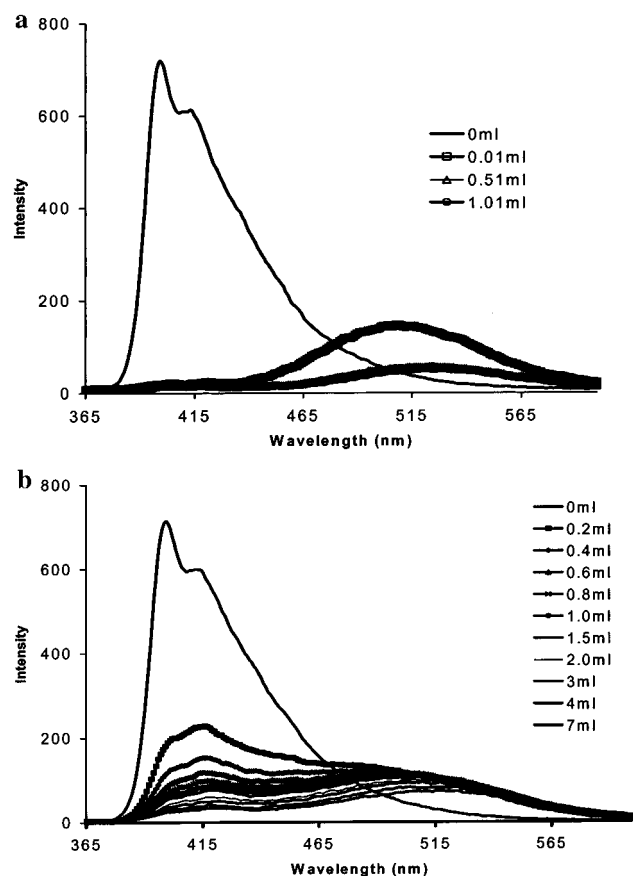 a
800
600
400
200
0
Intensity
0ml
0.01ml
0.51ml
1.01ml
365 415 465 515 565
Wavelength (nm)
b
800
600
400
200
0
Intensity
0ml
0.2ml
0.4ml
0.6ml
0.8ml
1.0ml
1.5ml
2.0ml
3ml
4ml
7ml
365 415 465 515 565
Wavelength (nm)